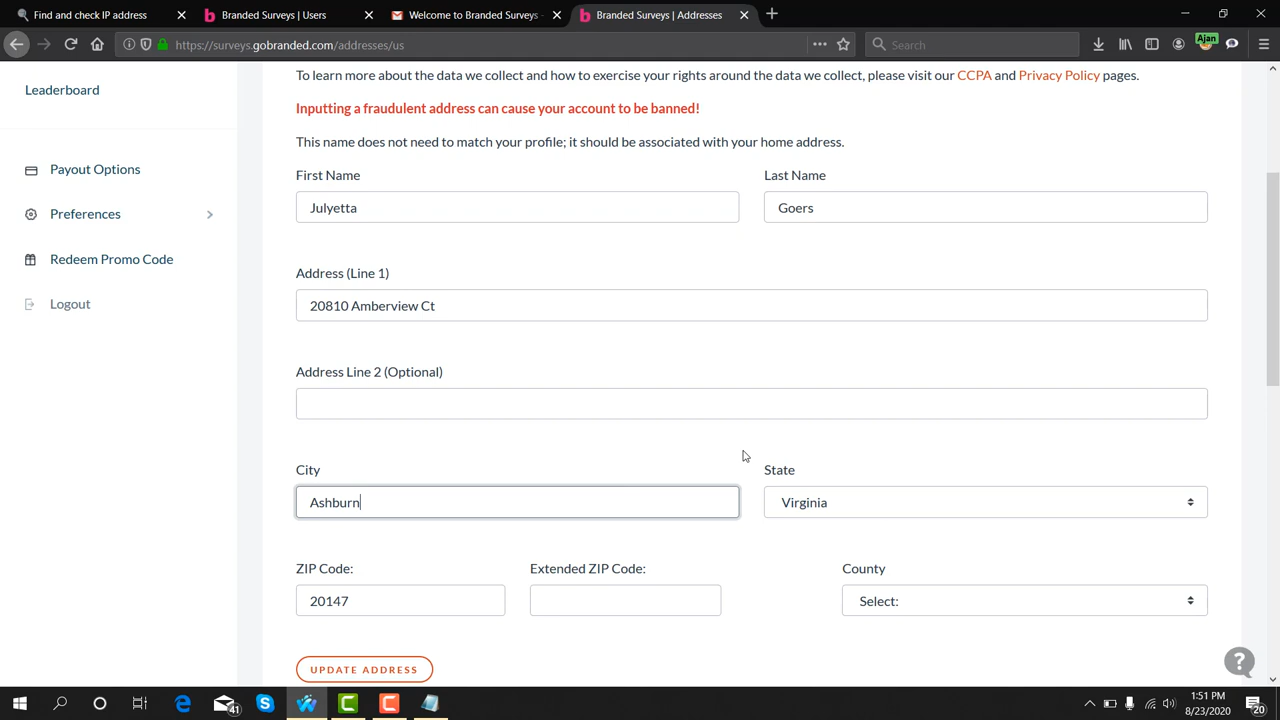 Find and check IP address
Branded Surveys | Users
Welcome to Branded Surveys -
Branded Surveys | Addresses
https://surveys.gobranded.com/addresses/us
Search
Ajan
Leaderboard
Payout Options
Preferences
Redeem Promo Code
Logout
To learn more about the data we collect and how to exercise your rights around the data we collect, please visit our CCPA and Privacy Policy pages.
Inputting a fraudulent address can cause your account to be banned!
This name does not need to match your profile; it should be associated with your home address.
First Name
Last Name
Julyetta
Goers
Address (Line 1)
20810 Amberview Ct
Address Line 2 (Optional)
City
State
Ashburn
Virginia
ZIP Code:
Extended ZIP Code:
County
20147
Select:
UPDATE ADDRESS
41
1:51 PM
8/23/2020
20